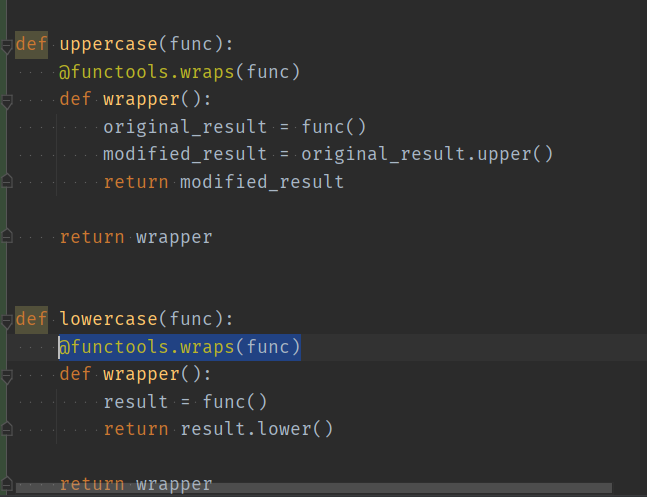 def uppercase(func):
    @functools.wraps(func)
    def wrapper():
        original_result = func()
        modified_result = original_result.upper()
        return modified_result
    return wrapper
def lowercase(func):
    @functools.wraps(func)
    def wrapper():
        result = func()
        return result.lower()
    return wrapper